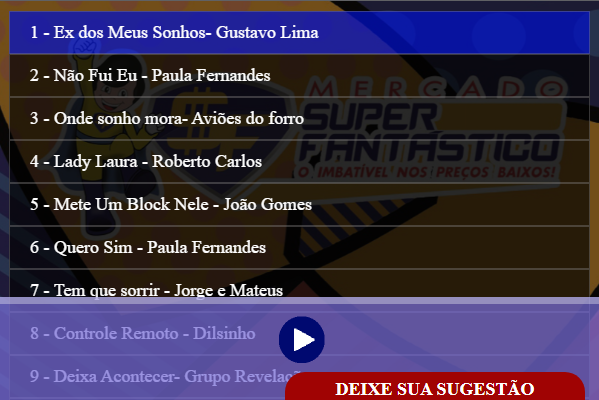 1 - Ex dos Meus Sonhos- Gustavo Lima
2 - Não Fui Eu - Paula Fernandes
MERCADO
3 - Onde sonho mora- Aviões do forro
SUPER
FANTASTICO
4 - Lady Laura - Roberto Carlos
O IMBATÍVEL NOS PREÇOS BAIXOS!
5 - Mete Um Block Nele - João Gomes
6 - Quero Sim - Paula Fernandes
7 - Tem que sorrir - Jorge e Mateus
8 - Controle Remoto - Dilsinho
9 - Deixa Acontecer- Grupo
DEIXE SUA SUGESTÃO